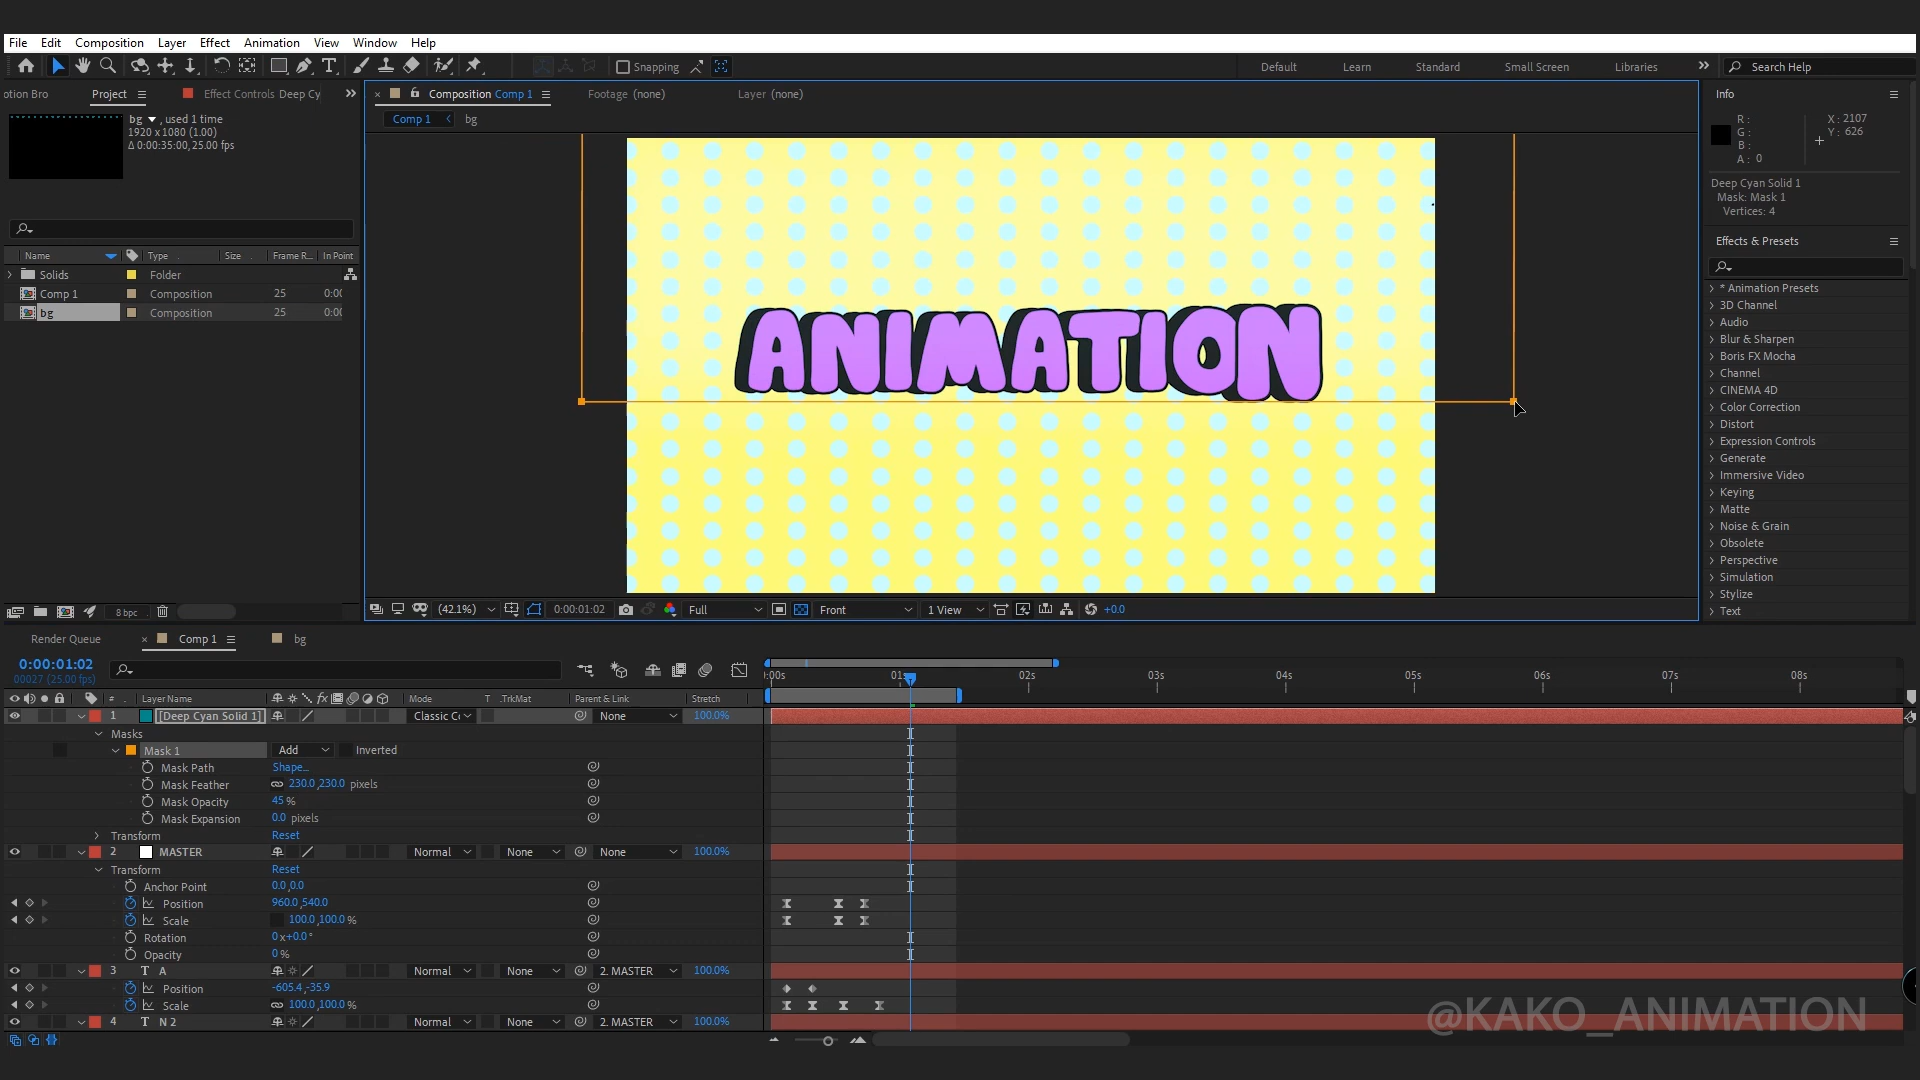 File Edit Composition Layer Effect Animation View Window Help
Snapping
Default Learn Standard Small Screen Libraries
Search Help
otion Bro Project Effect Controls Deep Cy
Composition Comp 1 Footage (none) Layer (none)
Comp 1 bg
bg , used 1 time
1920 x 1080 (1.00)
Δ 0:00:35:00, 25.00 fps
Name Type Size Frame R... In Point
Solids Folder
Comp 1 Composition 25 0:00
bg Composition 25 0:00
8 bpc
ANIMATION
(42.1%) 0:00:01:02 Full Front 1 View +0.0
Info
R :
G :
B :
A : 0
X : 2107
Y : 626
Deep Cyan Solid 1
Mask: Mask 1
Vertices: 4
Effects & Presets
* Animation Presets
3D Channel
Audio
Blur & Sharpen
Boris FX Mocha
Channel
CINEMA 4D
Color Correction
Distort
Expression Controls
Generate
Immersive Video
Keying
Matte
Noise & Grain
Obsolete
Perspective
Simulation
Stylize
Text
Render Queue Comp 1 bg
0:00:01:02
00027 (25.00 fps)
# Layer Name fx Mode T .TrkMat Parent & Link Stretch
:00s 01s 02s 03s 04s 05s 06s 07s 08s
1 [Deep Cyan Solid 1] Classic Cc None 100.0%
Masks
Mask 1 Add Inverted
Mask Path Shape...
Mask Feather 230.0,230.0 pixels
Mask Opacity 45 %
Mask Expansion 0.0 pixels
Transform Reset
2 MASTER Normal None None 100.0%
Transform Reset
Anchor Point 0.0,0.0
Position 960.0,540.0
Scale 100.0,100.0 %
Rotation 0x+0.0°
Opacity 0 %
3 T A Normal None 2. MASTER 100.0%
Position -605.4,-35.9
Scale 100.0,100.0 %
4 T N 2 Normal None 2. MASTER 100.0%
@KAKO_ANIMATION